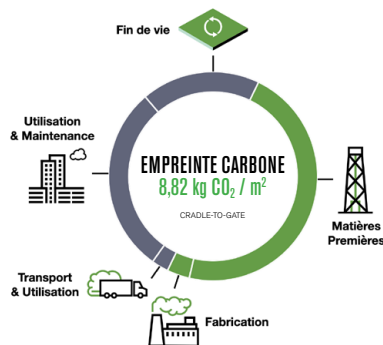 Fin de vie
Utilisation
& Maintenance
EMPREINTE CARBONE
8,82 kg CO₂ / m²
CRADLE-TO-GATE
Matières
Premières
Transport
& Utilisation
Fabrication